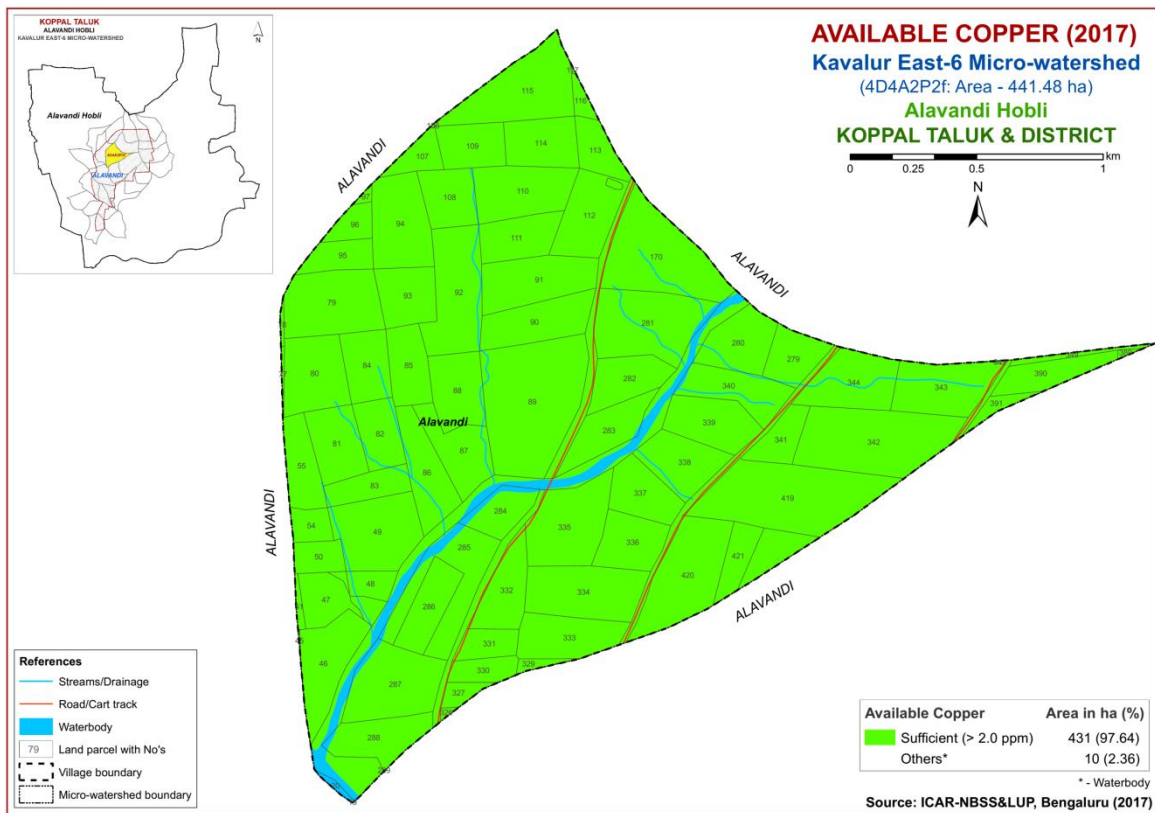 KOPPAL TALUK
ALAVANDI HOBLI
KAVALUR EAST-6 MICRO-WATERSHED
N
Alavandi Hobli
ALAVANDI
AVAILABLE COPPER (2017)
Kavalur East-6 Micro-watershed
(4D4A2P2f: Area - 441.48 ha)
Alavandi Hobli
KOPPAL TALUK & DISTRICT
km
0 0.25 0.5 1
N
115
116
109 114 113
107
108 110
112
94
96
111
95
170
91
92
79 93
90 281
280
279
84 85
80
282
344 343
390
88
340
89
391
339
Alavandi
82
81
283
341 342
87
338
55
86
83
337
419
284
54
49
335
285
336
421
50
420
48
332
334
47
286
333
331
46
330
329
287
327
288
ALAVANDI
ALAVANDI
ALAVANDI
ALAVANDI
References
Streams/Drainage
Road/Cart track
Waterbody
79 Land parcel with No's
Village boundary
Micro-watershed boundary
Available Copper Area in ha (%)
Sufficient (> 2.0 ppm) 431 (97.64)
Others* 10 (2.36)
* - Waterbody
Source: ICAR-NBSS&LUP, Bengaluru (2017)